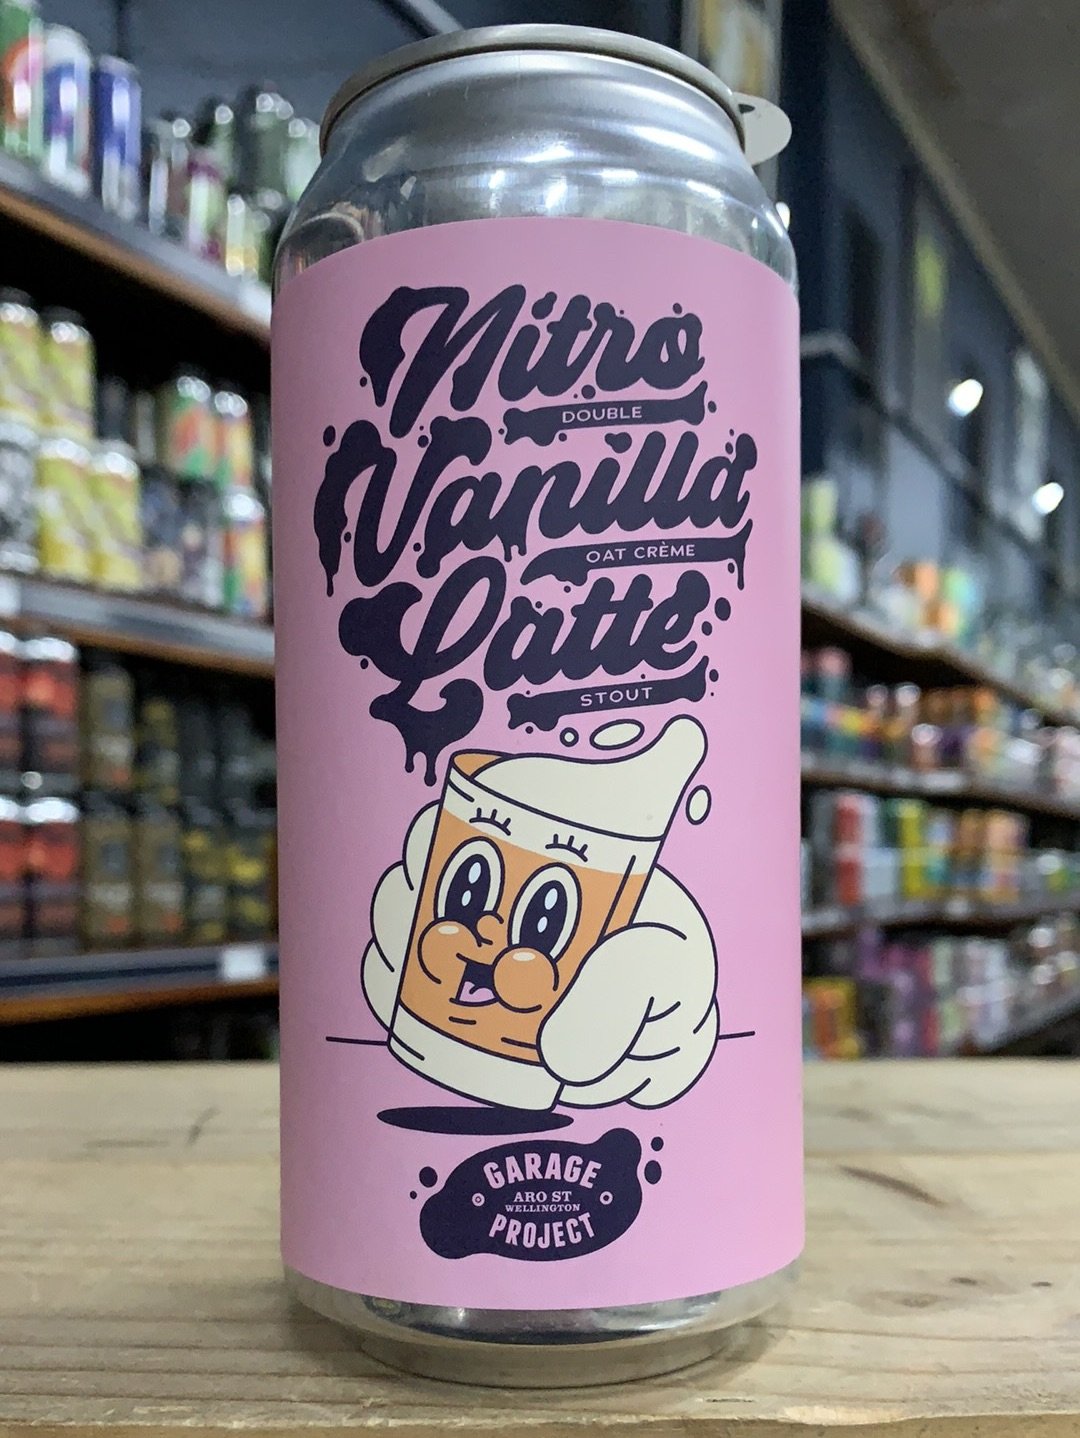 Nitro
DOUBLE
Vanilla
OAT CRÈME
Latte
STOUT
GARAGE
ARO ST
WELLINGTON
PROJECT